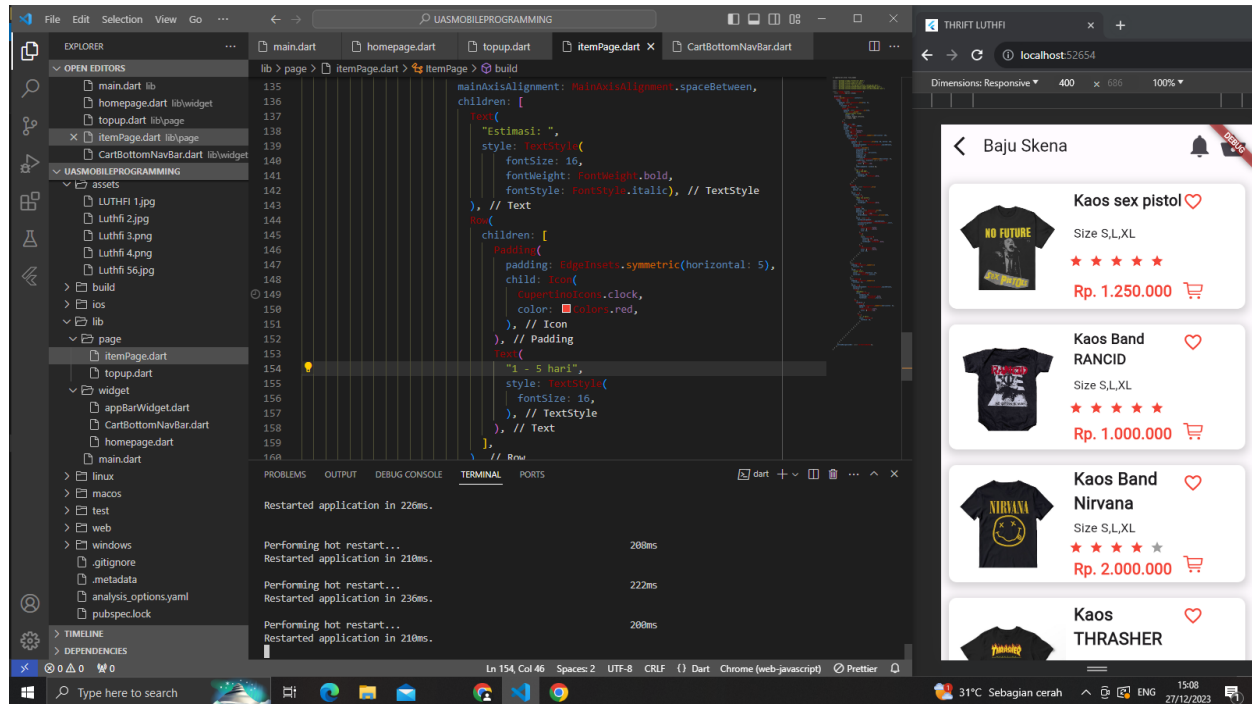 File Edit Selection View Go ···
UASMOBILEPROGRAMMING
EXPLORER ···
OPEN EDITORS
main.dart lib
homepage.dart lib\widget
topup.dart lib\page
itemPage.dart lib\page
CartBottomNavBar.dart lib\widget
UASMOBILEPROGRAMMING
assets
LUTHFI 1.jpg
Luthfi 2.jpg
Luthfi 3.png
Luthfi 4.png
Luthfi 56.jpg
build
ios
lib
page
itemPage.dart
topup.dart
widget
appBarWidget.dart
CartBottomNavBar.dart
homepage.dart
main.dart
linux
macos
test
web
windows
.gitignore
.metadata
analysis_options.yaml
pubspec.lock
TIMELINE
DEPENDENCIES
main.dart homepage.dart topup.dart itemPage.dart CartBottomNavBar.dart
lib > page > itemPage.dart > ItemPage > build
135 mainAxisAlignment: MainAxisAlignment.spaceBetween,
136 children: [
137 Text(
138 "Estimasi: ",
139 style: TextStyle(
140 fontSize: 16,
141 fontWeight: FontWeight.bold,
142 fontStyle: FontStyle.italic), // TextStyle
143 ), // Text
144 Row(
145 children: [
146 Padding(
147 padding: EdgeInsets.symmetric(horizontal: 5),
148 child: Icon(
149 CupertinoIcons.clock,
150 color: Colors.red,
151 ), // Icon
152 ), // Padding
153 Text(
154 "1 - 5 hari",
155 style: TextStyle(
156 fontSize: 16,
157 ), // TextStyle
158 ), // Text
159 ],
160 ), // Row
PROBLEMS OUTPUT DEBUG CONSOLE TERMINAL PORTS
dart
Restarted application in 226ms.
Performing hot restart... 208ms
Restarted application in 210ms.
Performing hot restart... 222ms
Restarted application in 236ms.
Performing hot restart... 200ms
Restarted application in 210ms.
0 0 0 Ln 154, Col 46 Spaces: 2 UTF-8 CRLF {} Dart Chrome (web-javascript) Prettier
THRIFT LUTHFI
localhost:52654
Dimensions: Responsive 400 x 686 100%
Baju Skena
DEBUG
Kaos sex pistol
Size S,L,XL
Rp. 1.250.000
NO FUTURE
SEX PISTOLS
Kaos Band
RANCID
Size S,L,XL
Rp. 1.000.000
RANCID
Kaos Band
Nirvana
Size S,L,XL
Rp. 2.000.000
NIRVANA
Kaos
THRASHER
THRASHER
Type here to search
31°C Sebagian cerah ENG 15:08
27/12/2023
1